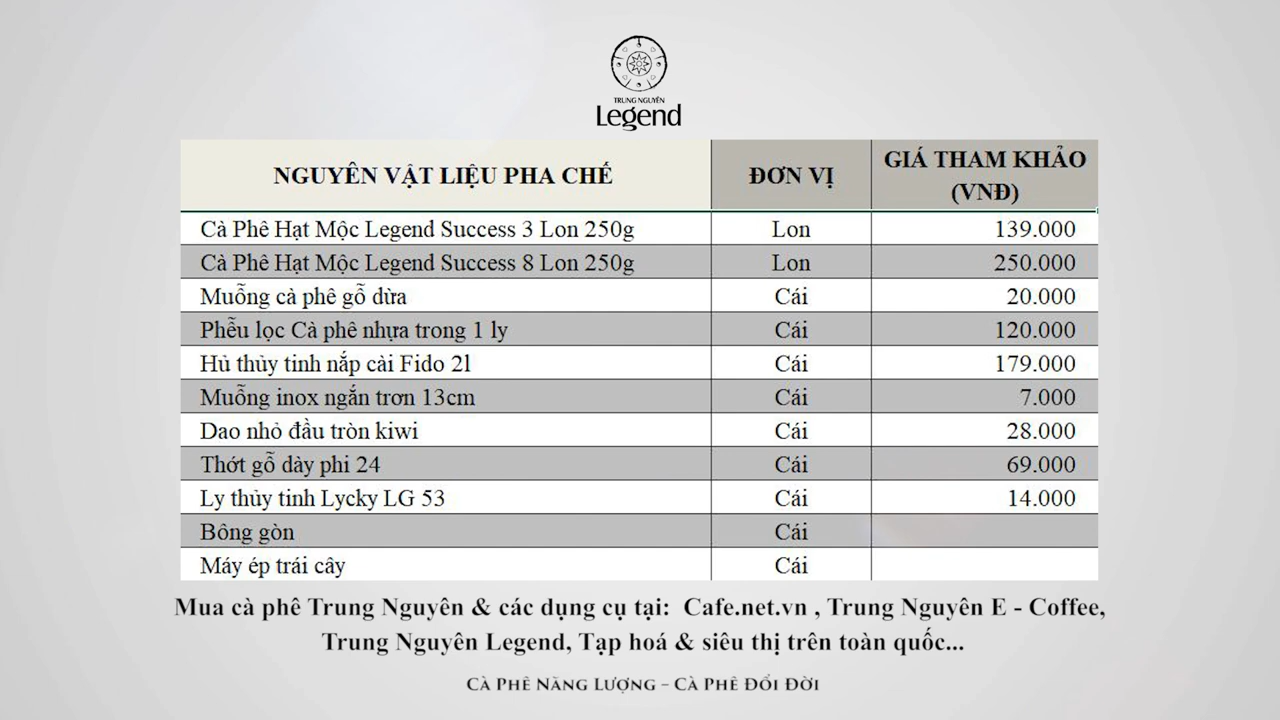 TRUNG NGUYÊN
Legend
NGUYÊN VẬT LIỆU PHA CHẾ ĐƠN VỊ GIÁ THAM KHẢO (VNĐ)
Cà Phê Hạt Mộc Legend Success 3 Lon 250g Lon 139.000
Cà Phê Hạt Mộc Legend Success 8 Lon 250g Lon 250.000
Muỗng cà phê gỗ dừa Cái 20.000
Phễu lọc Cà phê nhựa trong 1 ly Cái 120.000
Hủ thủy tinh nắp cài Fido 2l Cái 179.000
Muỗng inox ngắn trơn 13cm Cái 7.000
Dao nhỏ đầu tròn kiwi Cái 28.000
Thớt gỗ dày phi 24 Cái 69.000
Ly thủy tinh Lycky LG 53 Cái 14.000
Bông gòn Cái
Máy ép trái cây Cái
Mua cà phê Trung Nguyên & các dụng cụ tại: Cafe.net.vn , Trung Nguyên E - Coffee,
Trung Nguyên Legend, Tạp hoá & siêu thị trên toàn quốc...
CÀ PHÊ NĂNG LƯỢNG – CÀ PHÊ ĐỔI ĐỜI